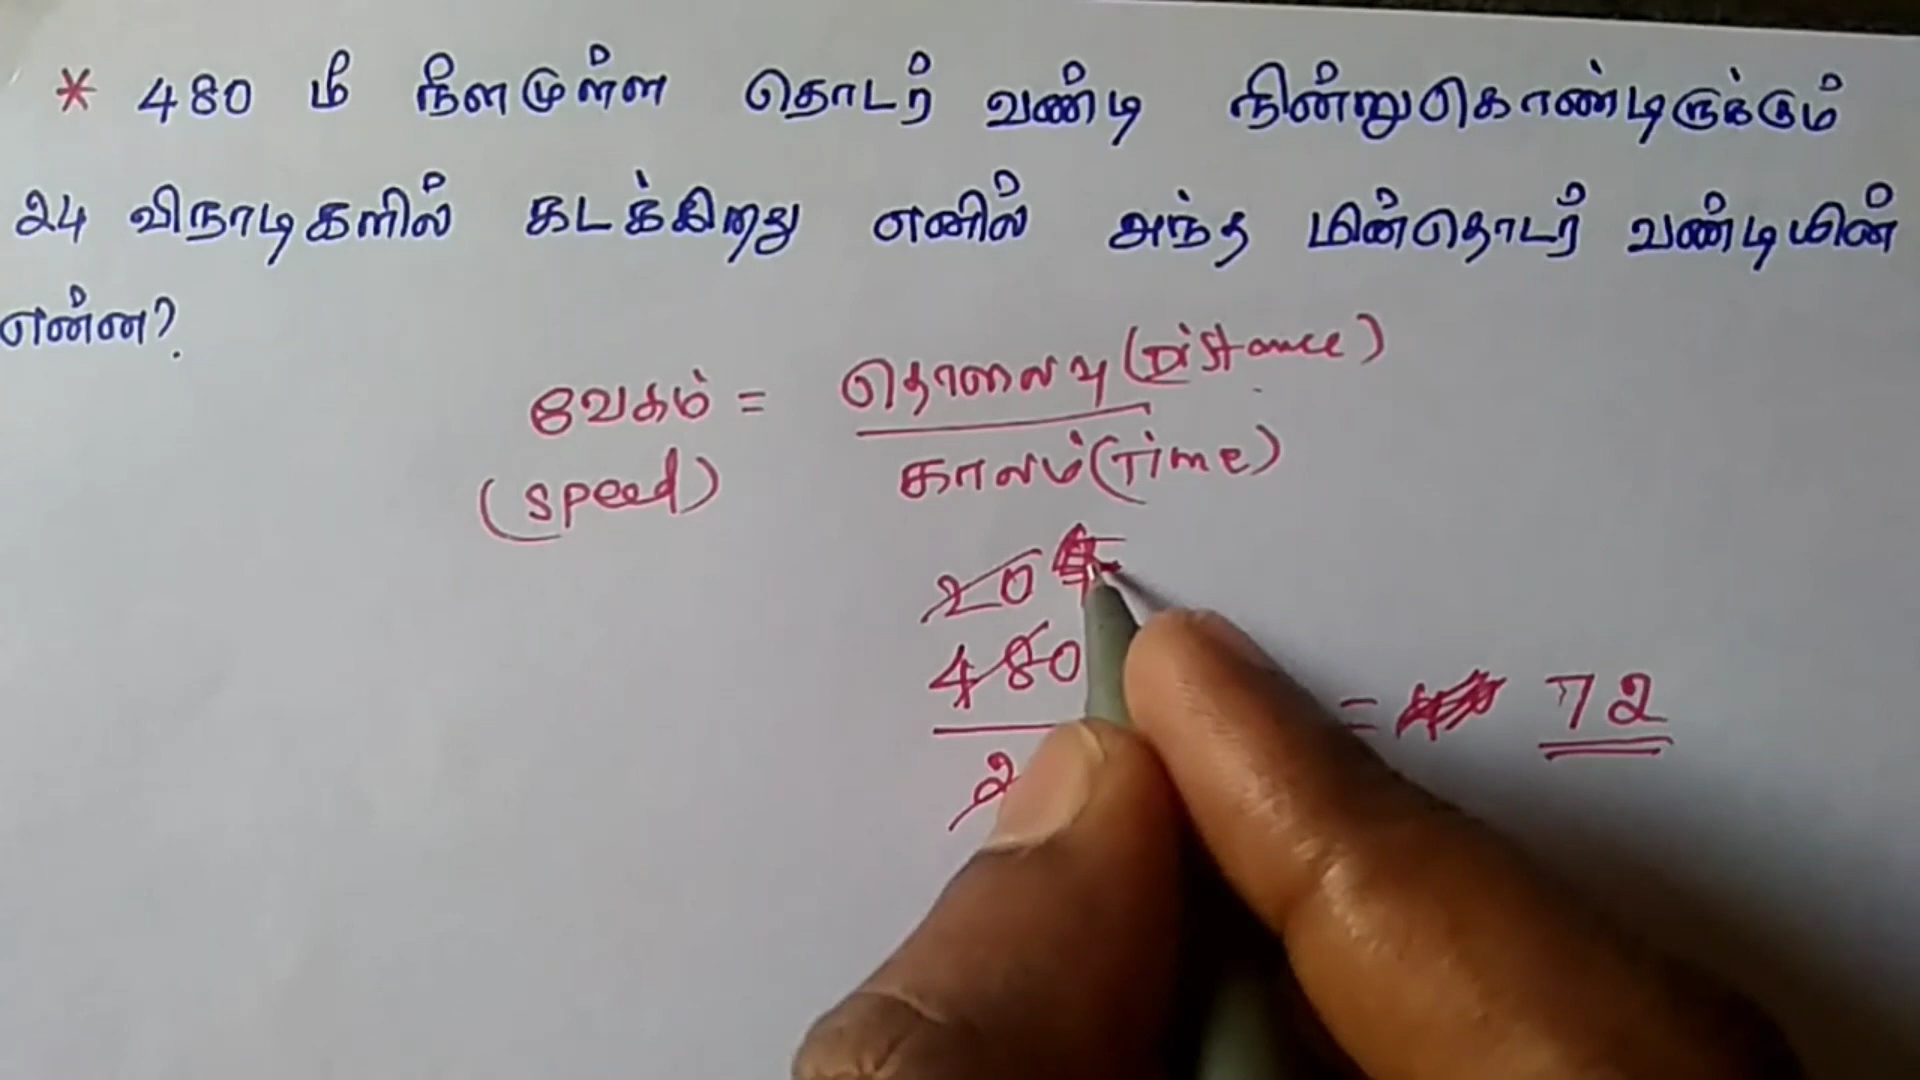 * 480 மீ நீளமுள்ள தொடர் வண்டி நின்றுகொண்டிருக்கும்
24 விநாடிகளில் கடக்கிறது எனில் அந்த மின்தொடர் வண்டியின்
என்ன?
வேகம் = தொலைவு (Distance)
(speed) காலம் (Time)
20
480
= 72
2